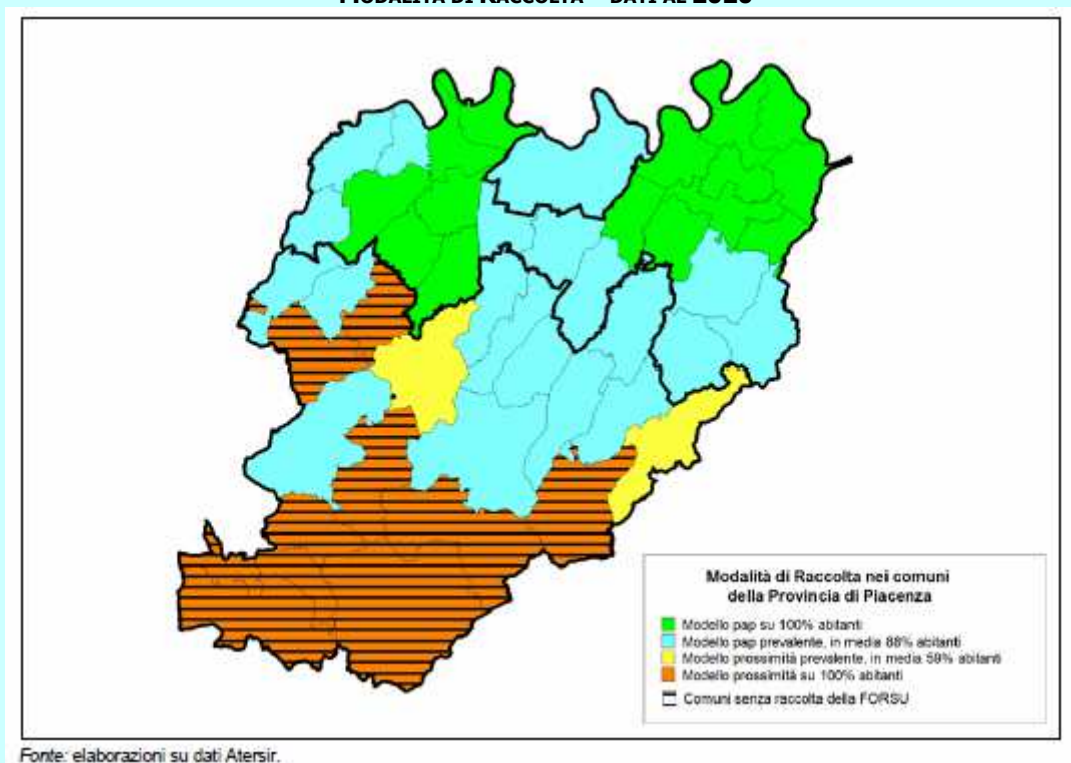 Modalità di Raccolta nei comuni
della Provincia di Piacenza
Modello pap su 100% abitanti
Modello pap prevalente, in media 88% abitanti
Modello prossimità prevalente, in media 59% abitanti
Modello prossimità su 100% abitanti
Comuni senza raccolta della FORSU
Fonte: elaborazioni su dati Atersir.